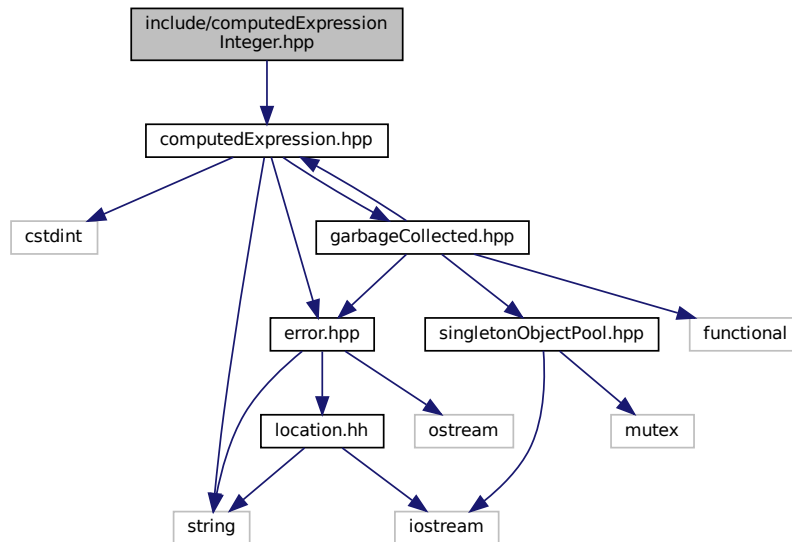 include/computedExpression
Integer.hpp
computedExpression.hpp
cstdint
garbageCollected.hpp
error.hpp
singletonObjectPool.hpp
functional
location.hh
ostream
mutex
string
iostream